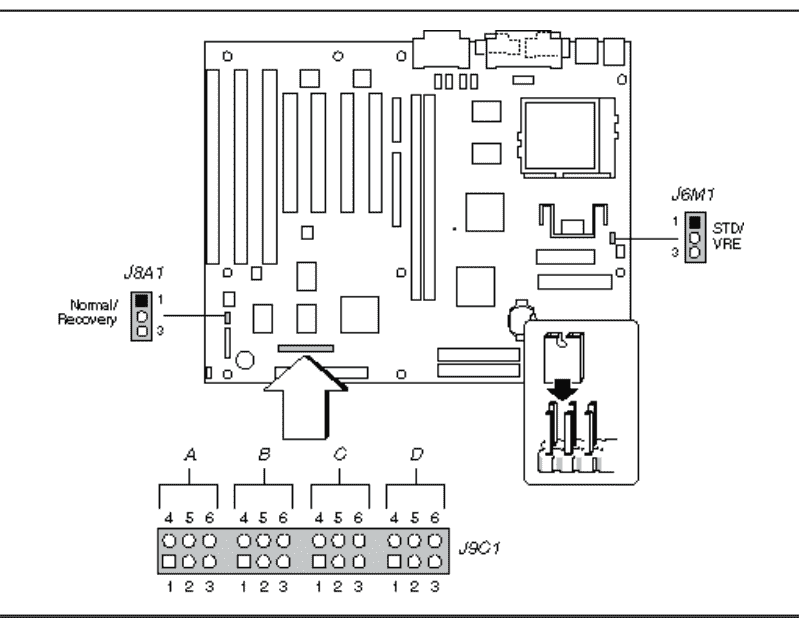 J6M1
1
STD/
3
VRE
J8A1
1
Normal/
Recovery
3
A B C D
4 5 6 4 5 6 4 5 6 4 5 6
J9C1
1 2 3 1 2 3 1 2 3 1 2 3